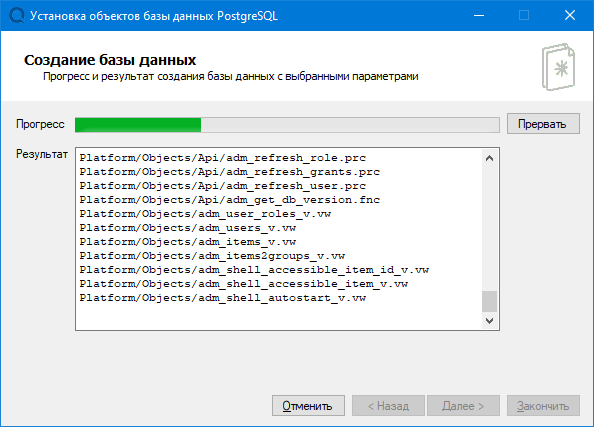 Установка объектов базы данных PostgreSQL
Создание базы данных
Прогресс и результат создания базы данных с выбранными параметрами
Прогресс
Прервать
Результат
Platform/Objects/Api/adm_refresh_role.prc
Platform/Objects/Api/adm_refresh_grants.prc
Platform/Objects/Api/adm_refresh_user.prc
Platform/Objects/Api/adm_get_db_version.fnc
Platform/Objects/adm_user_roles_v.vw
Platform/Objects/adm_users_v.vw
Platform/Objects/adm_items_v.vw
Platform/Objects/adm_items2groups_v.vw
Platform/Objects/adm_shell_accessible_item_id_v.vw
Platform/Objects/adm_shell_accessible_item_v.vw
Platform/Objects/adm_shell_autostart_v.vw
Отменить
< Назад
Далее >
Закончить